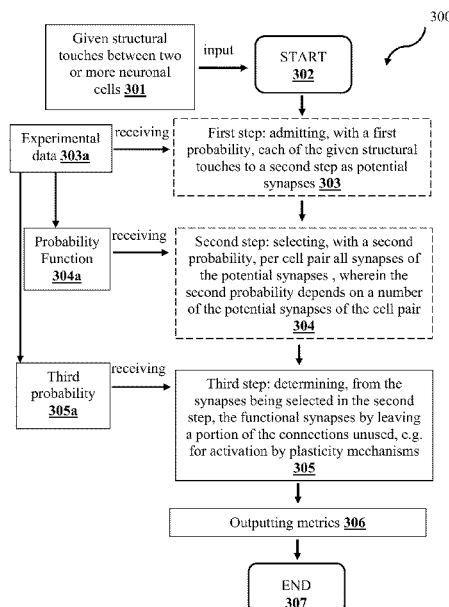 300
Given structural
touches between two
or more neuronal
cells 301
input
START
302
Experimental
data 303a
receiving
First step: admitting, with a first
probability, each of the given structural
touches to a second step as potential
synapses 303
Probability
Function
304a
receiving
Second step: selecting, with a second
probability, per cell pair all synapses of
the potential synapses , wherein the
second probability depends on a number
of the potential synapses of the cell pair
304
Third
probability
305a
receiving
Third step: determining, from the
synapses being selected in the second
step, the functional synapses by leaving
a portion of the connections unused, e.g.
for activation by plasticity mechanisms
305
Outputting metrics 306
END
307